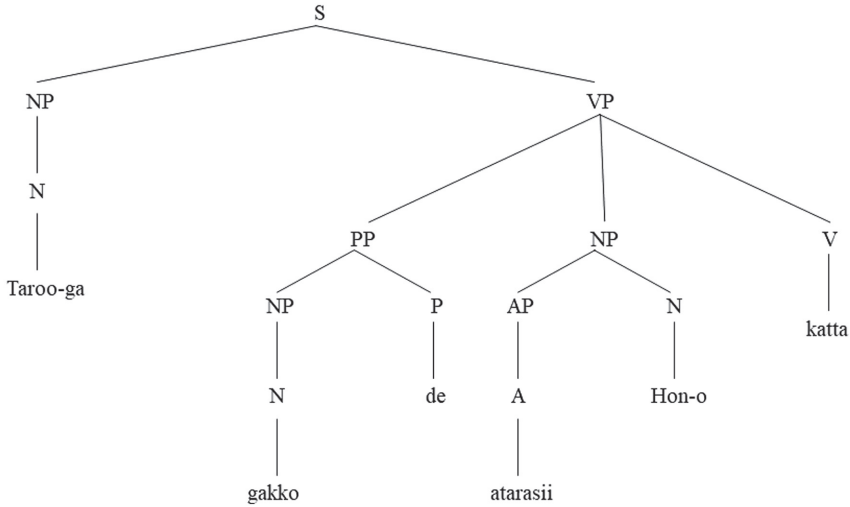 S
NP VP
N
PP NP V
Taroo-ga
NP P AP N
katta
N de A Hon-o
gakko atarasii